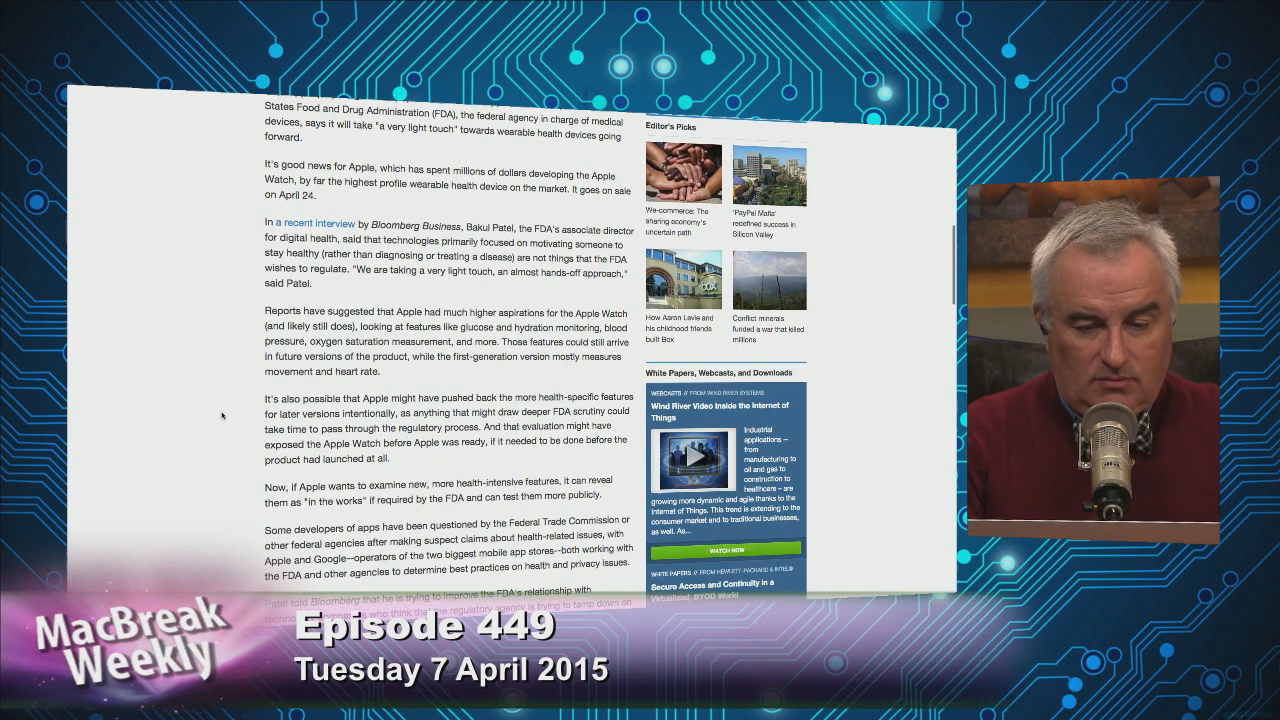 States Food and Drug Administration (FDA), the federal agency in charge of medical
devices, says it will take "a very light touch" towards wearable health devices going
forward.
It's good news for Apple, which has spent millions of dollars developing the Apple
Watch, by far the highest profile wearable health device on the market. It goes on sale
on April 24.
In a recent interview by Bloomberg Business, Bakul Patel, the FDA's associate director
for digital health, said that technologies primarily focused on motivating someone to
stay healthy (rather than diagnosing or treating a disease) are not things that the FDA
wishes to regulate. "We are taking a very light touch, an almost hands-off approach,"
said Patel.
Reports have suggested that Apple had much higher aspirations for the Apple Watch
(and likely still does), looking at features like glucose and hydration monitoring, blood
pressure, oxygen saturation measurement, and more. Those features could still arrive
in future versions of the product, while the first-generation version mostly measures
movement and heart rate.
It's also possible that Apple might have pushed back the more health-specific features
for later versions intentionally, as anything that might draw deeper FDA scrutiny could
take time to pass through the regulatory process. And that evaluation might have
exposed the Apple Watch before Apple was ready, if it needed to be done before the
product had launched at all.
Now, if Apple wants to examine new, more health-intensive features, it can reveal
them as "in the works" if required by the FDA and can test them more publicly.
Some developers of apps have been questioned by the Federal Trade Commission or
other federal agencies after making suspect claims about health-related issues, with
Apple and Google--operators of the two biggest mobile app stores--both working with
the FDA and other agencies to determine best practices on health and privacy issues.
Patel told Bloomberg that he is trying to improve the FDA's relationship with
who think that the regulatory agency is trying to tamp down on
Editor's Picks
We-commerce: The
sharing economy's
uncertain path
'PayPal Mafia'
redefined success in
Silicon Valley
box
How Aaron Levie and
his childhood friends
built Box
Conflict minerals
funded a war that killed
millions
White Papers, Webcasts, and Downloads
WEBCASTS // FROM WIND RIVER SYSTEMS
Wind River Video Inside the Internet of
Things
Industrial
applications –
from
manufacturing to
oil and gas to
construction to
healthcare – are
growing more dynamic and agile thanks to the
Internet of Things. This trend is extending to the
consumer market and to traditional businesses,
as well. As...
WATCH NOW
WHITE PAPERS // FROM HEWLETT-PACKARD & INTEL®
Secure Access and Continuity in a
Virtualized, BYOD World
MacBreak
Weekly
Episode 449
Tuesday 7 April 2015